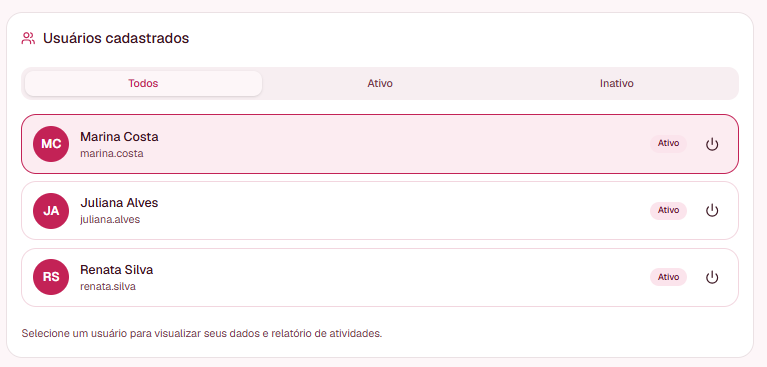 Usuários cadastrados
Todos
Ativo
Inativo
MC
Marina Costa
marina.costa
Ativo
JA
Juliana Alves
juliana.alves
Ativo
RS
Renata Silva
renata.silva
Ativo
Selecione um usuário para visualizar seus dados e relatório de atividades.